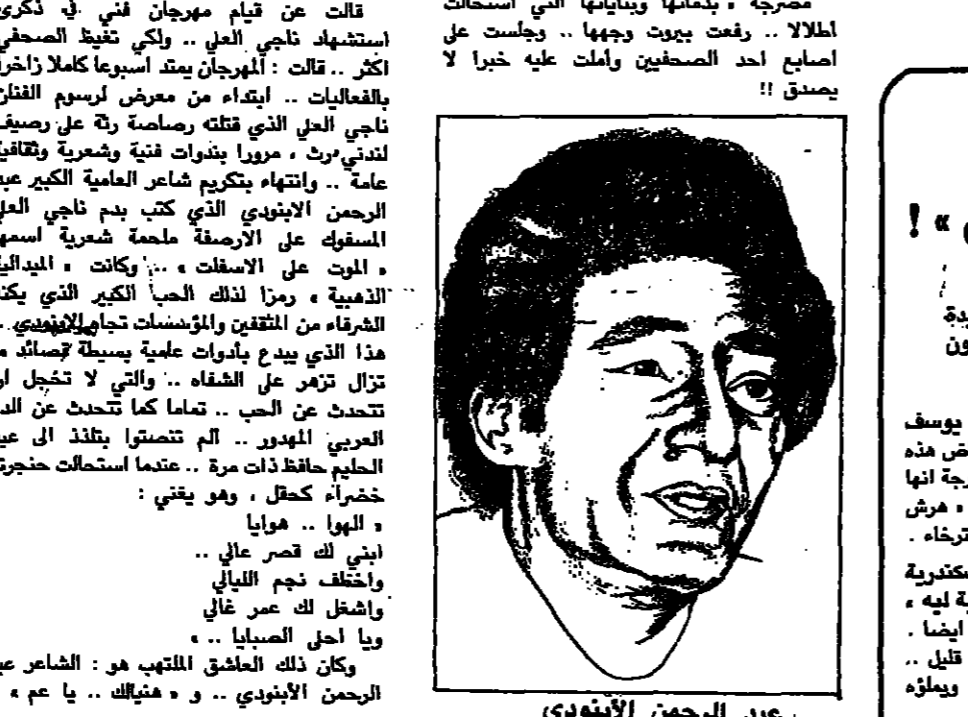 مضرجة » بدمائها وبناياتها التي استحالت
اطلالا .. رفعت بيروت وجهها .. وجلست على
اصابع احد الصحفيين وأملت عليه خبرا لا
يصدق !!
عبد الرحمن الأبنودي
قالت عن قيام مهرجان فني في ذكرى
استشهاد ناجي العلي .. ولكي تغيظ الصحفي
اكثر .. قالت : المهرجان يمتد اسبوعا كاملا زاخرا
بالفعاليات .. ابتداء من معرض لرسوم الفنان
ناجي العلي الذي قتلته رصاصة رثة على رصيف
لندني رث ، مرورا بندوات فنية وشعرية وثقافية
عامة .. وانتهاء بتكريم شاعر العامية الكبير عبد
الرحمن الابنودي الذي كتب بدم ناجي العلي
المسفوك على الارصفة ملحمة شعرية اسمها
« الموت على الاسفلت » .. وكانت « الميدالية
الذهبية » رمزا لذلك الحب الكبير الذي يكنه
الشرفاء من المثقفين والمؤسسات تجاه الابنودي .
هذا الذي يبدع بأدوات علمية بسيطة قصائد ما
تزال تزهر على الشفاه .. والتي لا تخجل ان
تتحدث عن الحب .. تماما كما تتحدث عن الدم
العربي المهدور .. الم تنصتوا بتلذذ الى عبد
الحليم حافظ ذات مرة .. عندما استحالت حنجرته
خضراء كحقل ، وهو يغني :
« الهوا .. هوايا
ابني لك قصر عالي ..
واخطف نجم الليالي
واشغل لك عمر غالي
ويا احلى الصبايا .. »
وكان ذلك العاشق الملتهب هو : الشاعر عبد
الرحمن الأبنودي .. و « هنيالك .. يا عم »
» !
يدة
ون
يوسف
ض هذه
رجة انها
« هرش
ترخاء .
سكندرية
ية ليه »
ايضا .
قليل ..
ويملؤه